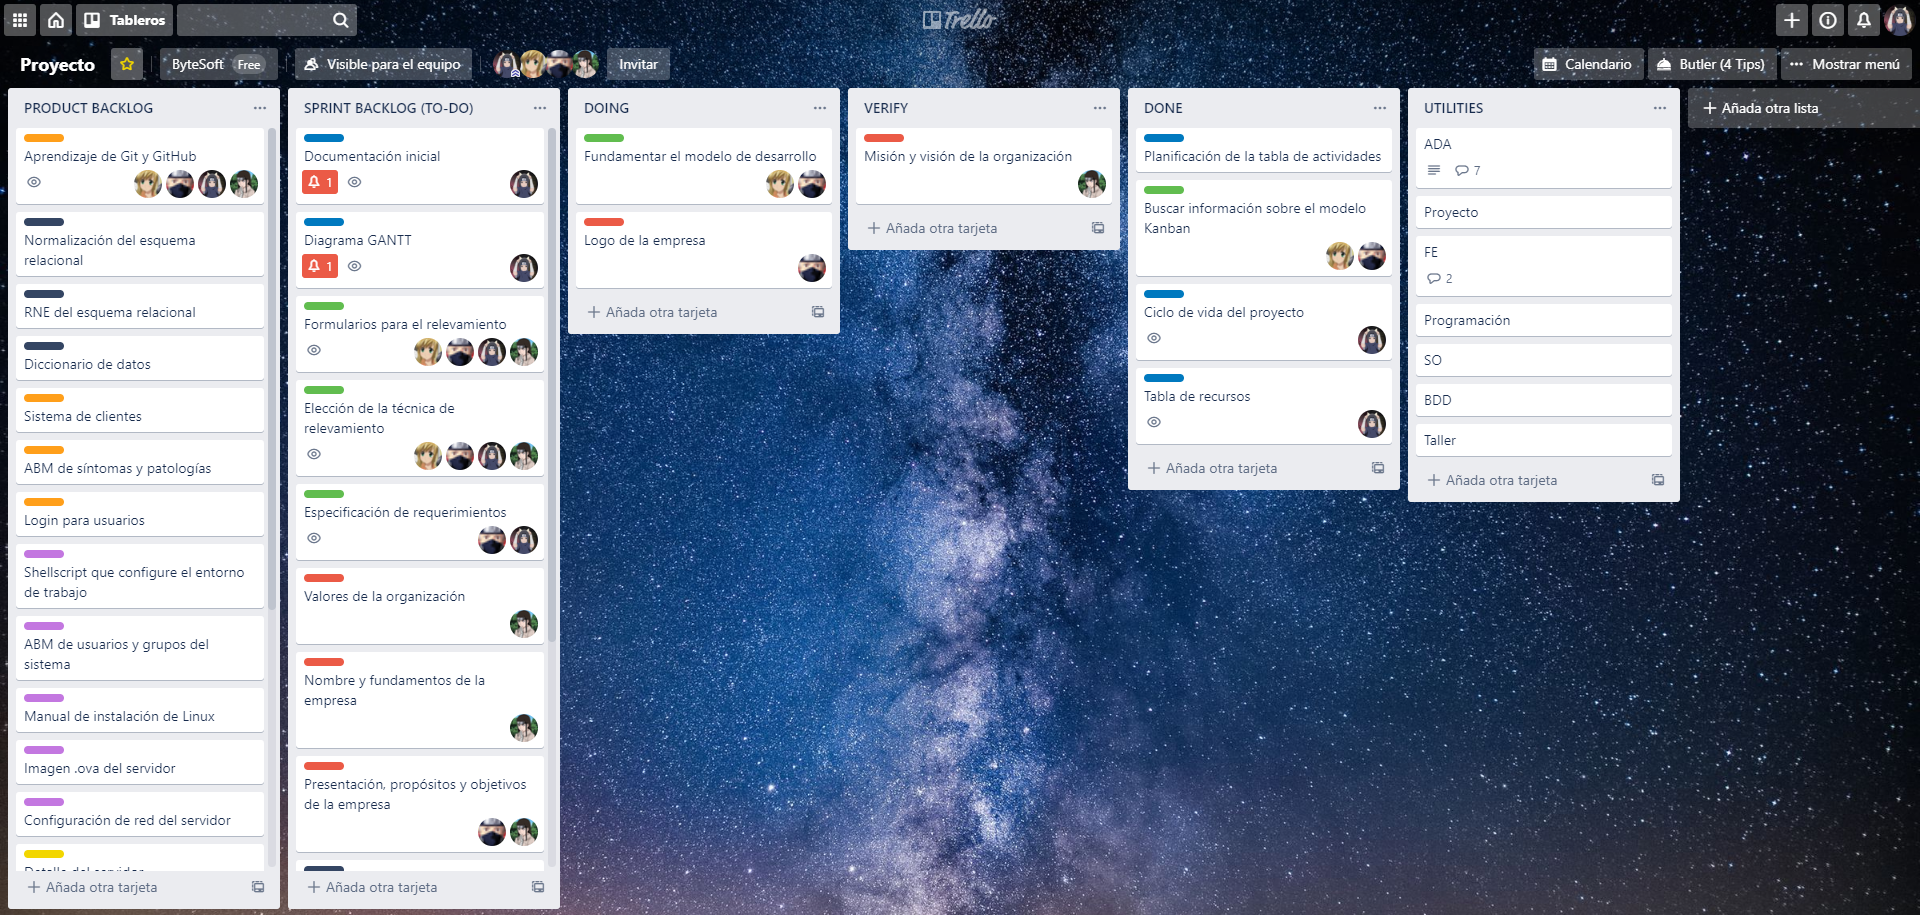 Tableros
Trello
Proyecto
ByteSoft Free
Visible para el equipo
Invitar
Calendario
Butler (4 Tips)
Mostrar menú
PRODUCT BACKLOG
Aprendizaje de Git y GitHub
Normalización del esquema
relacional
RNE del esquema relacional
Diccionario de datos
Sistema de clientes
ABM de síntomas y patologías
Login para usuarios
Shellscript que configure el entorno
de trabajo
ABM de usuarios y grupos del
sistema
Manual de instalación de Linux
Imagen .ova del servidor
Configuración de red del servidor
Añada otra tarjeta
SPRINT BACKLOG (TO-DO)
Documentación inicial
1
Diagrama GANTT
1
Formularios para el relevamiento
Elección de la técnica de
relevamiento
Especificación de requerimientos
Valores de la organización
Nombre y fundamentos de la
empresa
Presentación, propósitos y objetivos
de la empresa
Añada otra tarjeta
DOING
Fundamentar el modelo de desarrollo
Logo de la empresa
Añada otra tarjeta
VERIFY
Misión y visión de la organización
Añada otra tarjeta
DONE
Planificación de la tabla de actividades
Buscar información sobre el modelo
Kanban
Ciclo de vida del proyecto
Tabla de recursos
Añada otra tarjeta
UTILITIES
ADA
7
Proyecto
FE
2
Programación
SO
BDD
Taller
Añada otra tarjeta
Añada otra lista